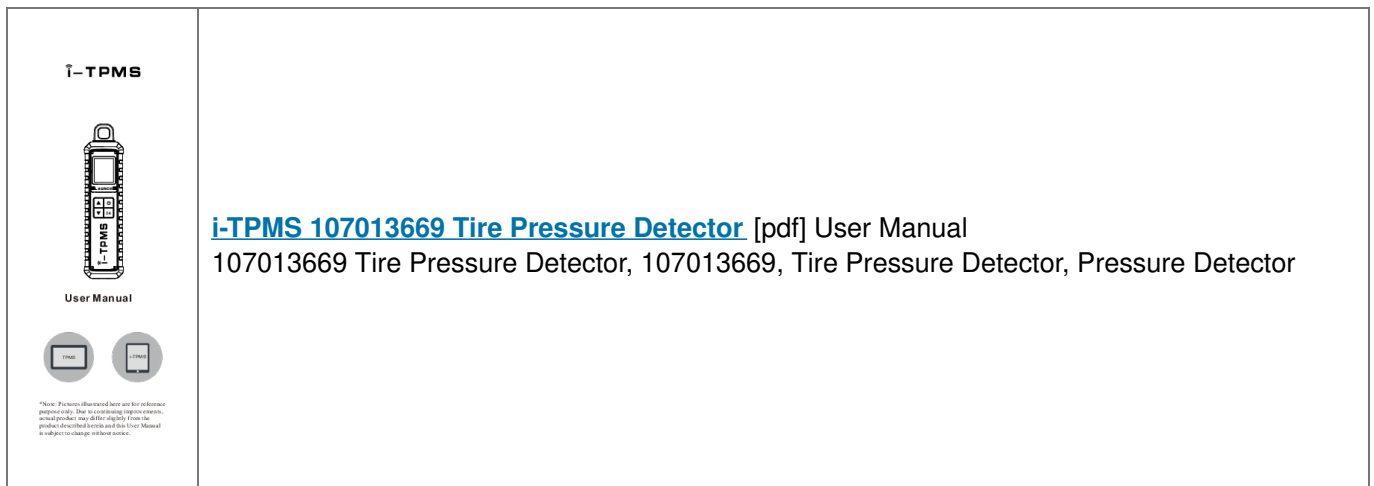 i-TPMS
LAUNCH
OK
i-TPMS
User Manual
TPMS
i-TPMS
*Note: Pictures illustrated here are for reference
purpose only. Due to continuing improvements,
actual product may differ slightly from the
product described herein and this User Manual
is subject to change without notice.
i-TPMS 107013669 Tire Pressure Detector [pdf] User Manual
107013669 Tire Pressure Detector, 107013669, Tire Pressure Detector, Pressure Detector